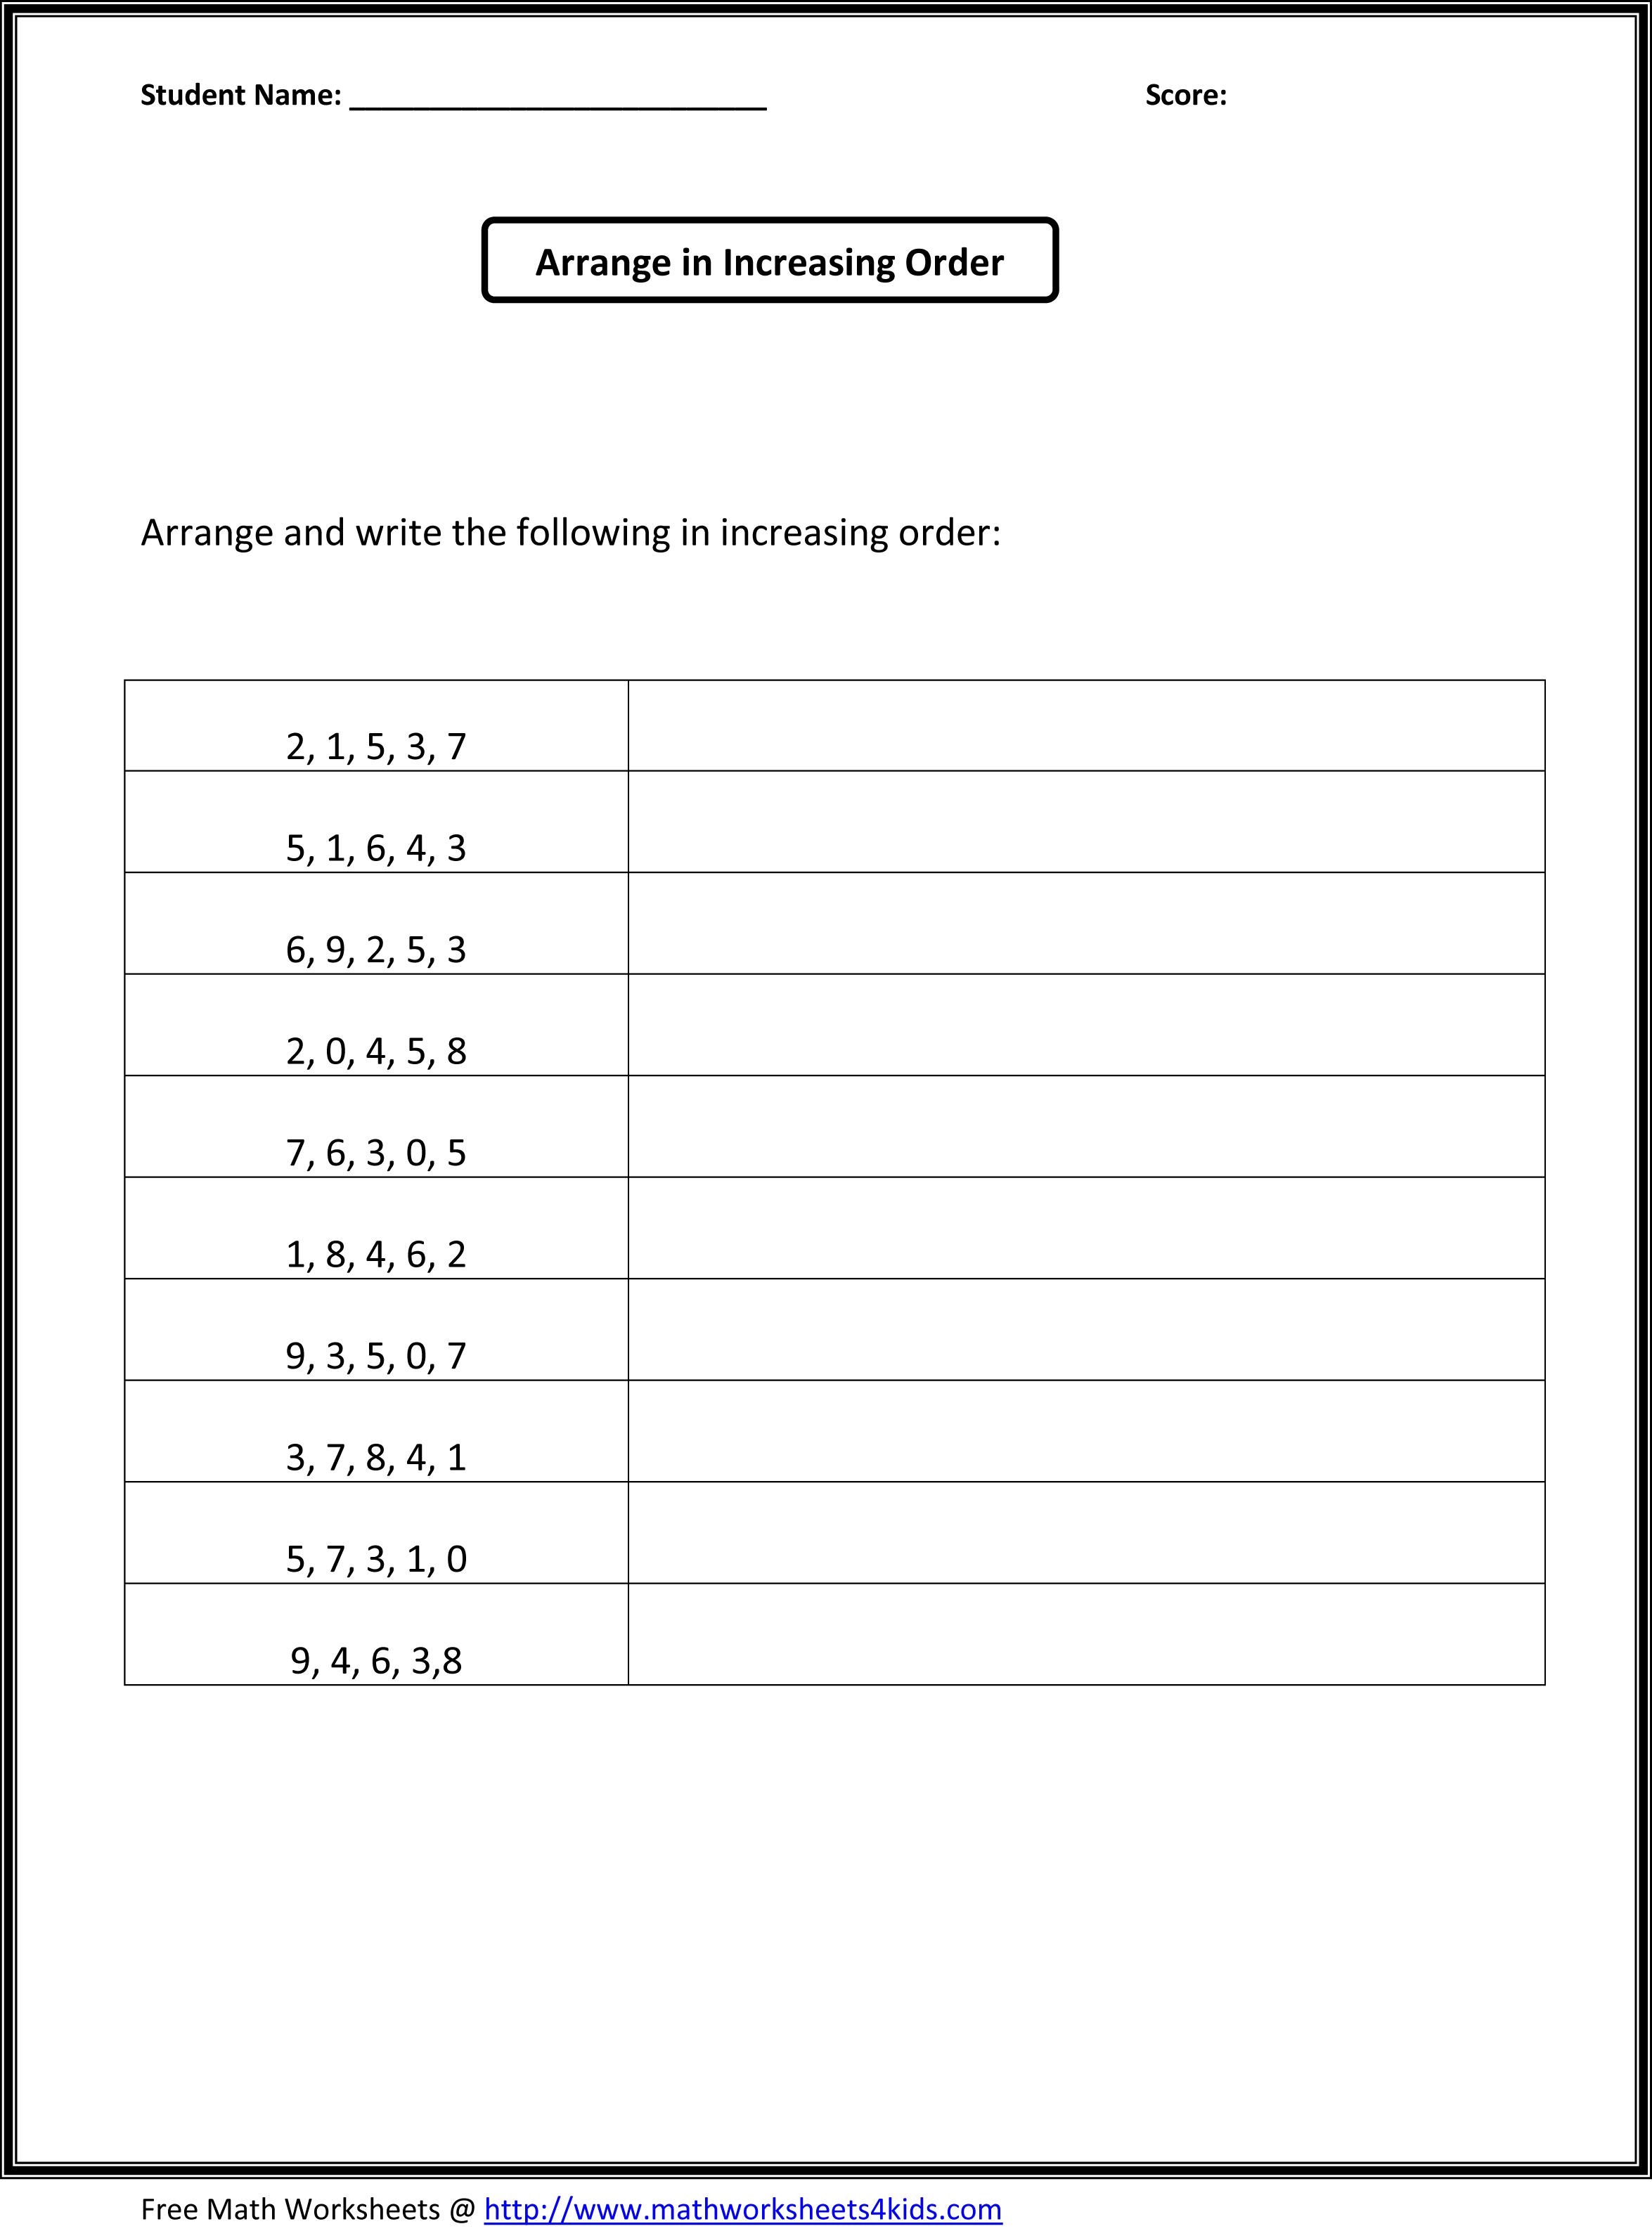 Student Name: __________________________ Score:
Arrange in Increasing Order
Arrange and write the following in increasing order:
2, 1, 5, 3, 7
5, 1, 6, 4, 3
6, 9, 2, 5, 3
2, 0, 4, 5, 8
7, 6, 3, 0, 5
1, 8, 4, 6, 2
9, 3, 5, 0, 7
3, 7, 8, 4, 1
5, 7, 3, 1, 0
9, 4, 6, 3,8
Free Math Worksheets @ http://www.mathworksheets4kids.com